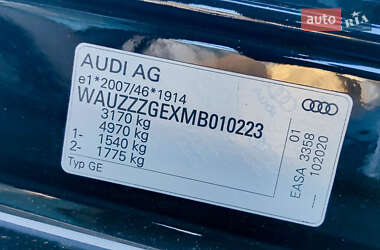 auto RIA
AUDI AG
e1*2007/46*1914
WAUZZZGEXMB010223
3170 kg
4970 kg
1- 1540 kg
2- 1775 kg
Typ GE
EASA 3358 01
102020